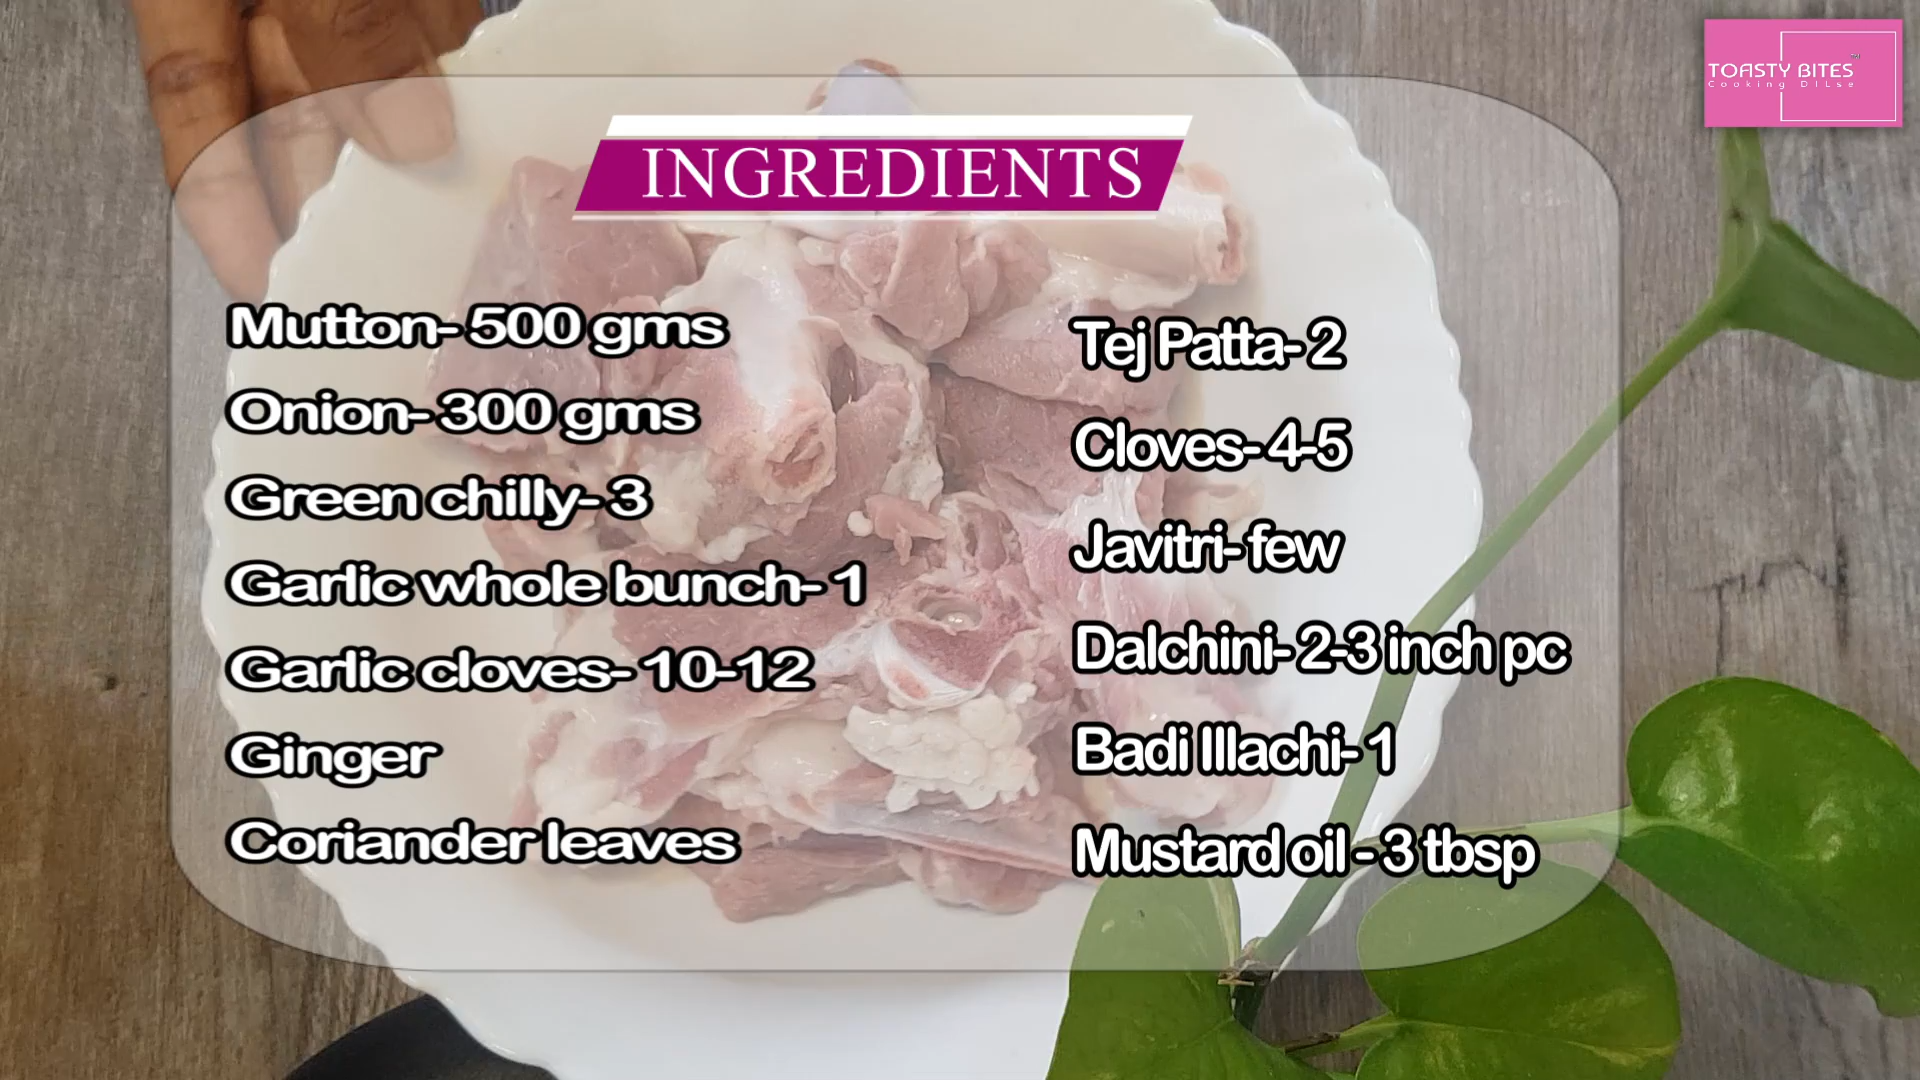 TOASTY BITES
Cooking DILse
INGREDIENTS
Mutton- 500 gms
Onion- 300 gms
Green chilly- 3
Garlic whole bunch- 1
Garlic cloves- 10-12
Ginger
Coriander leaves
Tej Patta- 2
Cloves- 4-5
Javitri- few
Dalchini- 2-3 inch pc
Badi Illachi- 1
Mustard oil - 3 tbsp